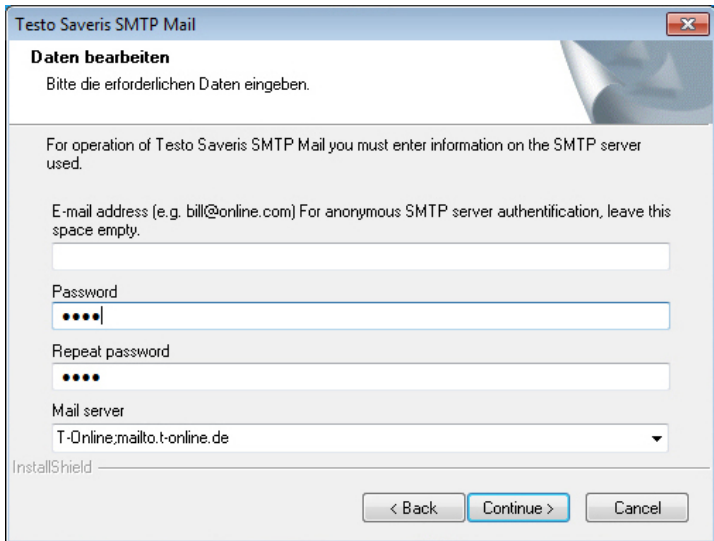 Testo Saveris SMTP Mail
Daten bearbeiten
Bitte die erforderlichen Daten eingeben.
For operation of Testo Saveris SMTP Mail you must enter information on the SMTP server
used.
E-mail address (e.g. bill@online.com) For anonymous SMTP server authentification, leave this
space empty.
Password
••••
Repeat password
••••
Mail server
T-Online;mailto.t-online.de
InstallShield
< Back Continue > Cancel